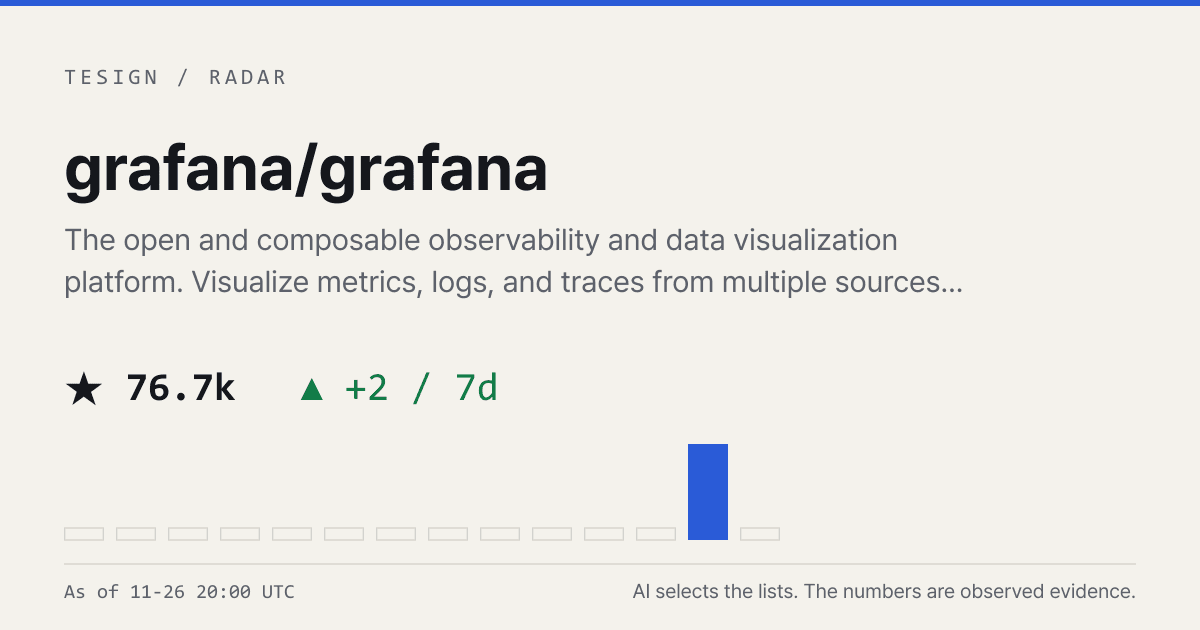 TESIGN / RADAR
grafana/grafana
The open and composable observability and data visualization
platform. Visualize metrics, logs, and traces from multiple sources…
★ 76.7k ▲ +2 / 7d
As of 11-26 20:00 UTC
AI selects the lists. The numbers are observed evidence.